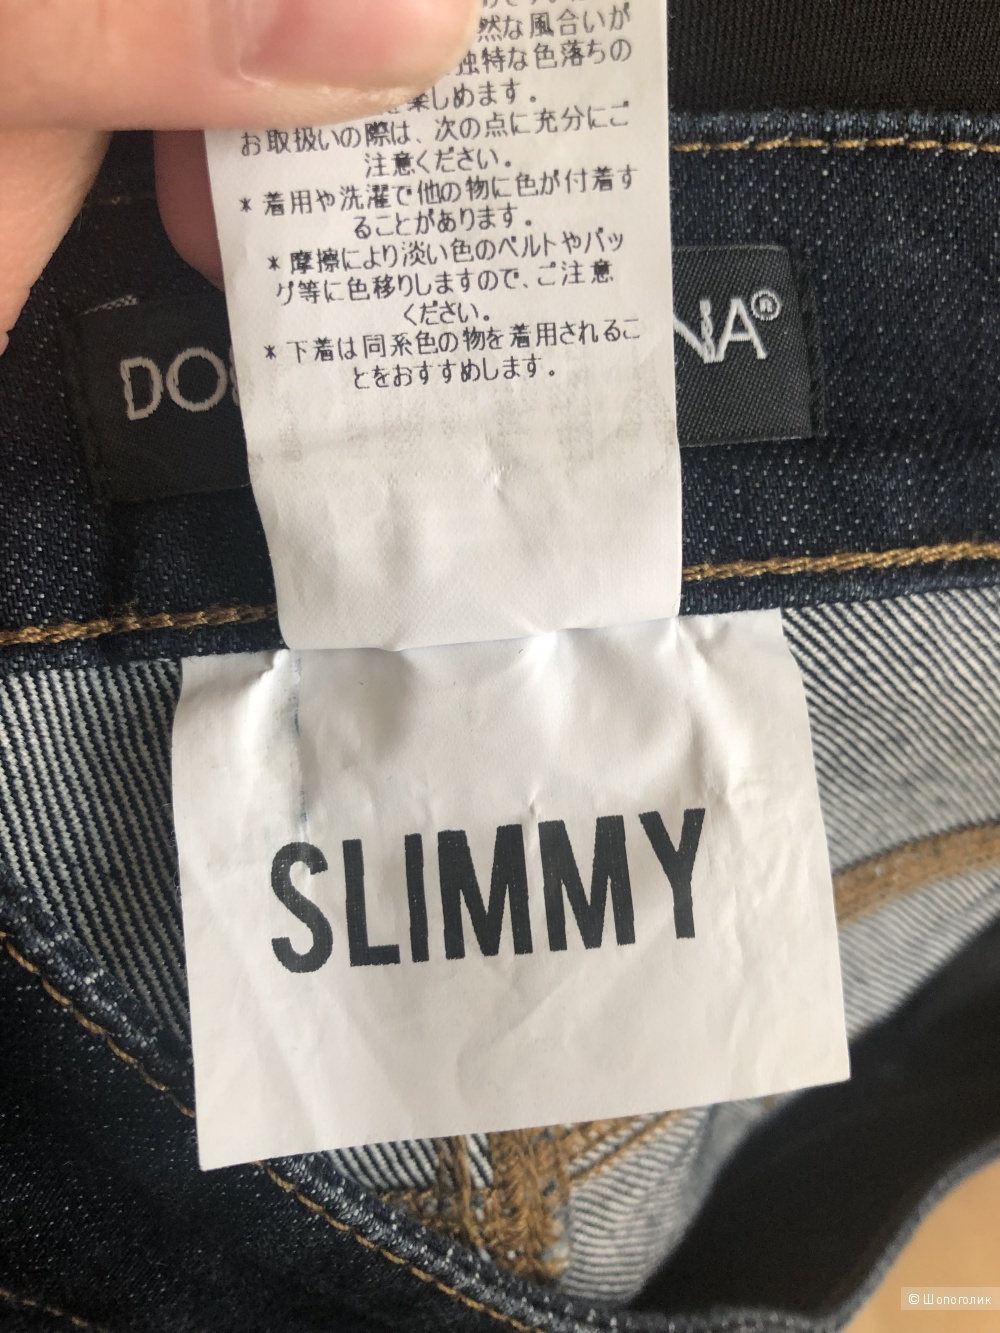 然な風合いが
独特な色落ちの
楽しめます。
お取扱いの際は、次の点に充分にご
注意ください。
* 着用や洗濯で他の物に色が付着す
ることがあります。
* 摩擦により淡い色のベルトやバッ
グ等に色移りしますので、ご注意
ください。
* 下着は同系色の物を着用されるこ
とをおすすめします。
DO
NA®
SLIMMY
© Шопоголик